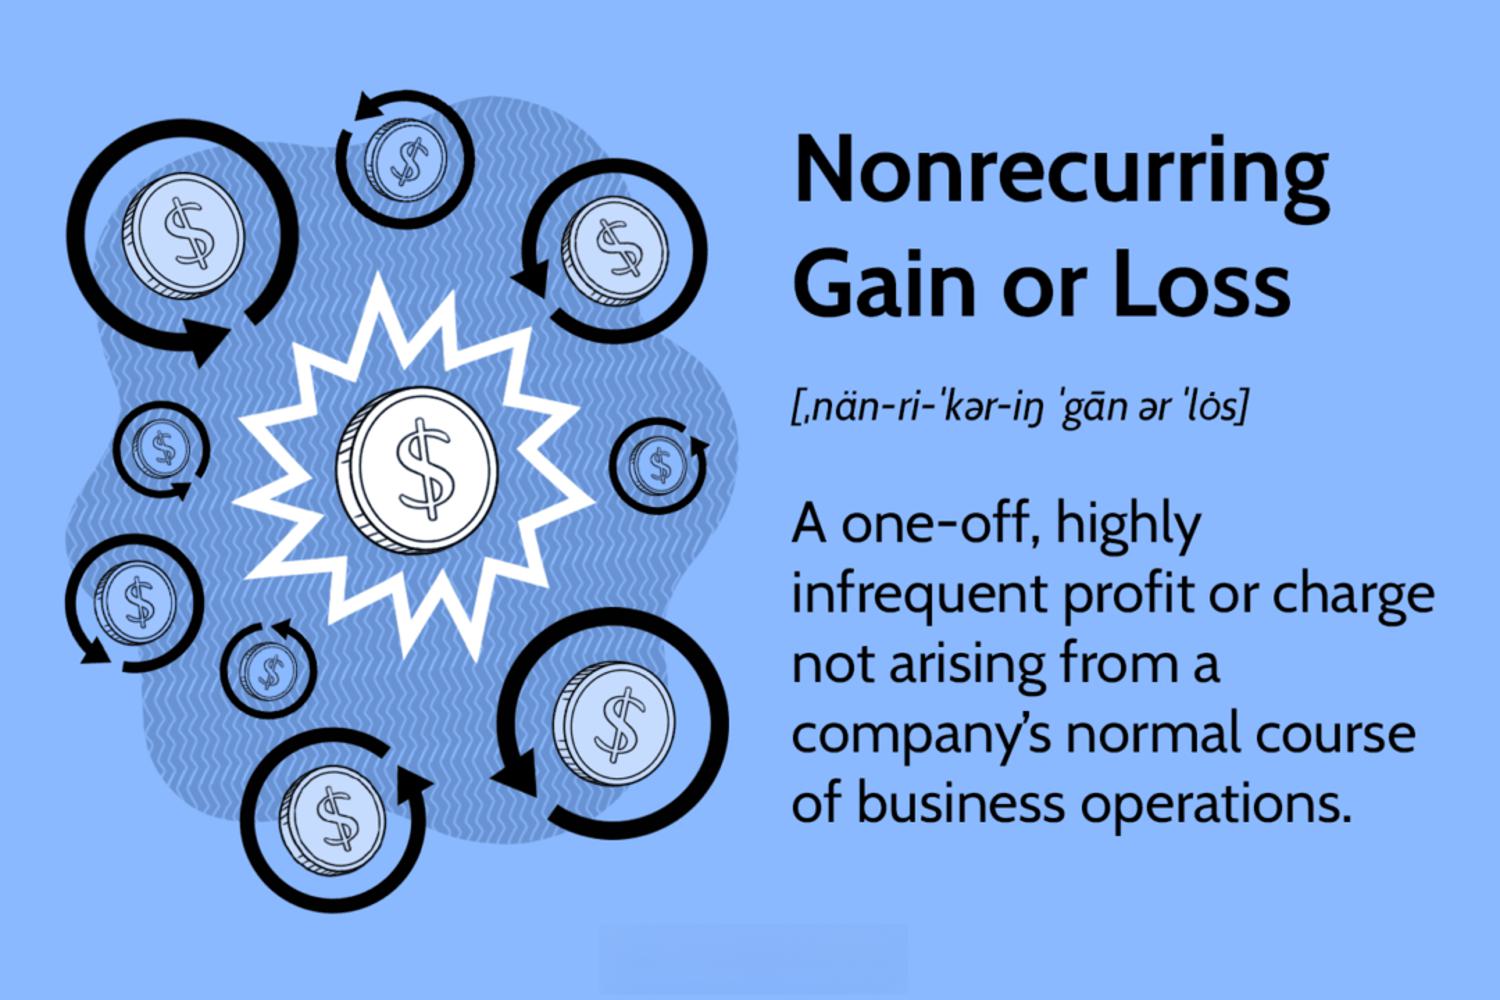 Nonrecurring
Gain or Loss
[ˌnän-ri-ˈkər-iŋ ˈgān ər ˈlȯs]
A one-off, highly
infrequent profit or charge
not arising from a
company’s normal course
of business operations.
$
$
$
$
$
$
$
$
$
$